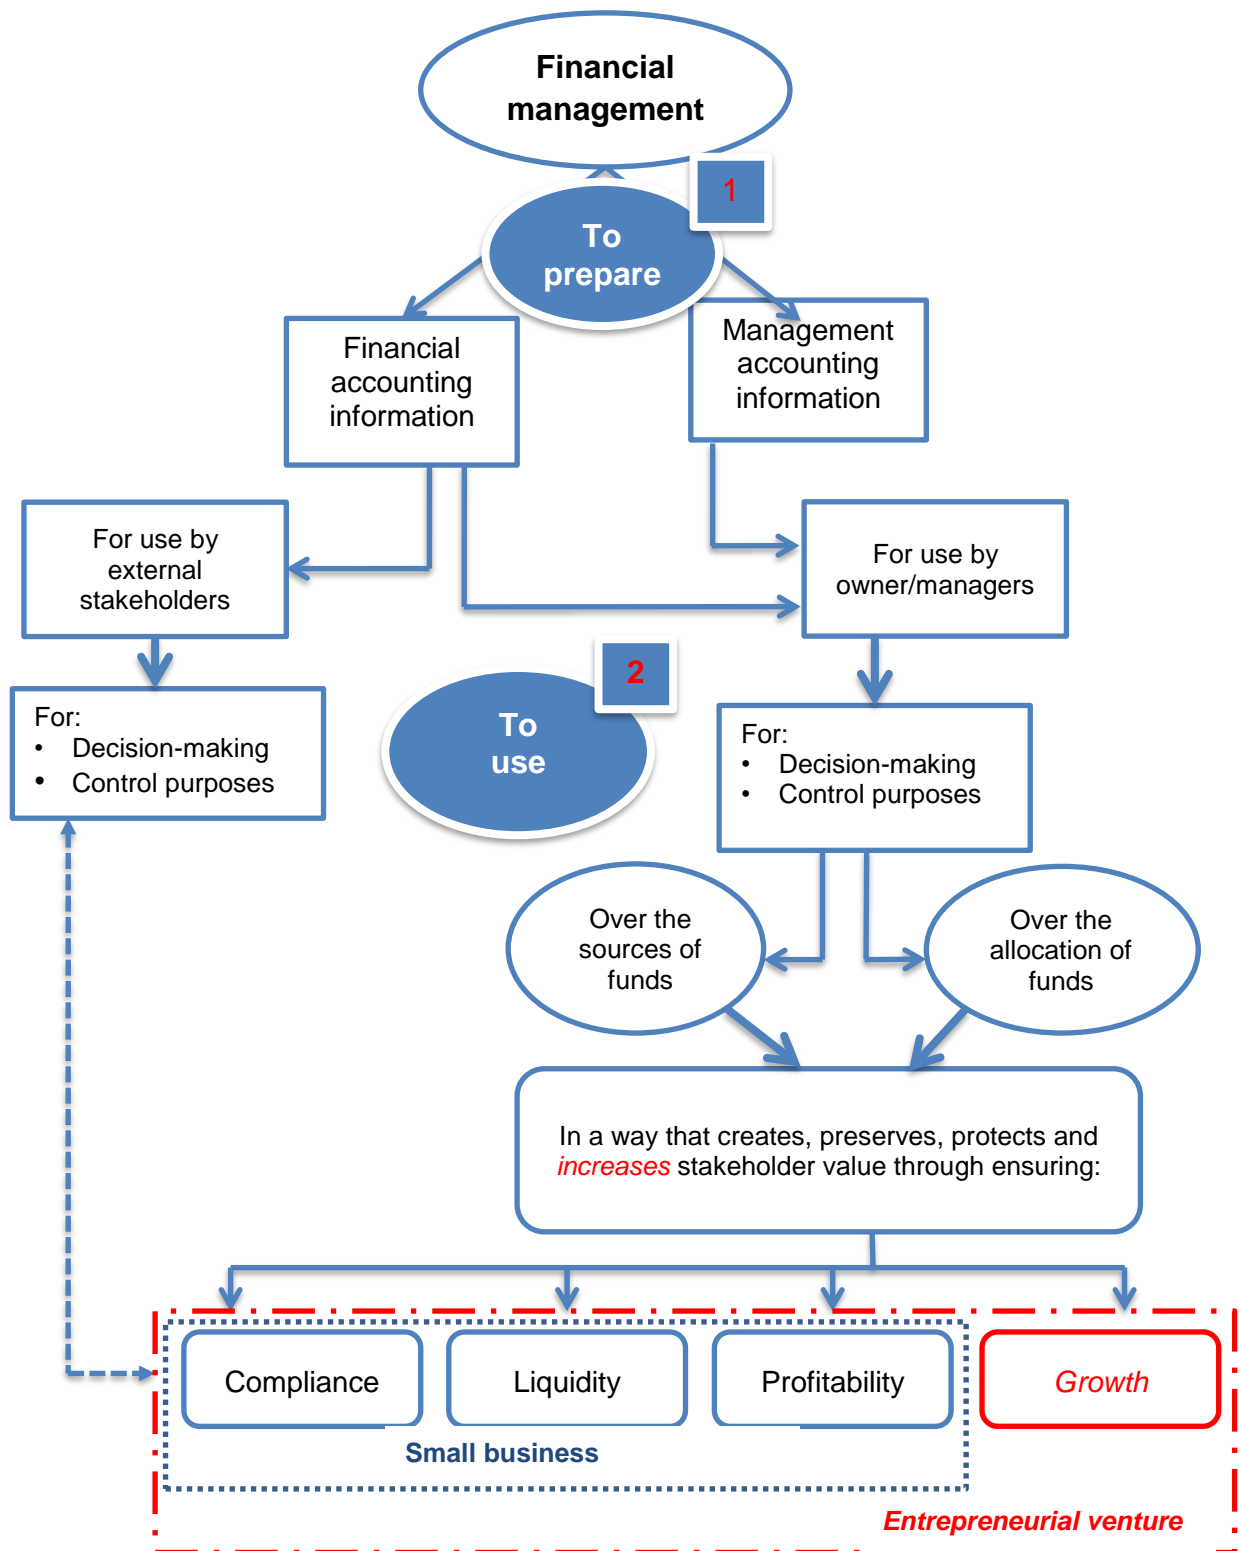 Financial
management
1
To
prepare
Financial
accounting
information
Management
accounting
information
For use by
external
stakeholders
For use by
owner/managers
2
To
use
For:
• Decision-making
• Control purposes
For:
• Decision-making
• Control purposes
Over the
sources of
funds
Over the
allocation of
funds
In a way that creates, preserves, protects and
increases stakeholder value through ensuring:
Compliance
Liquidity
Profitability
Growth
Small business
Entrepreneurial venture